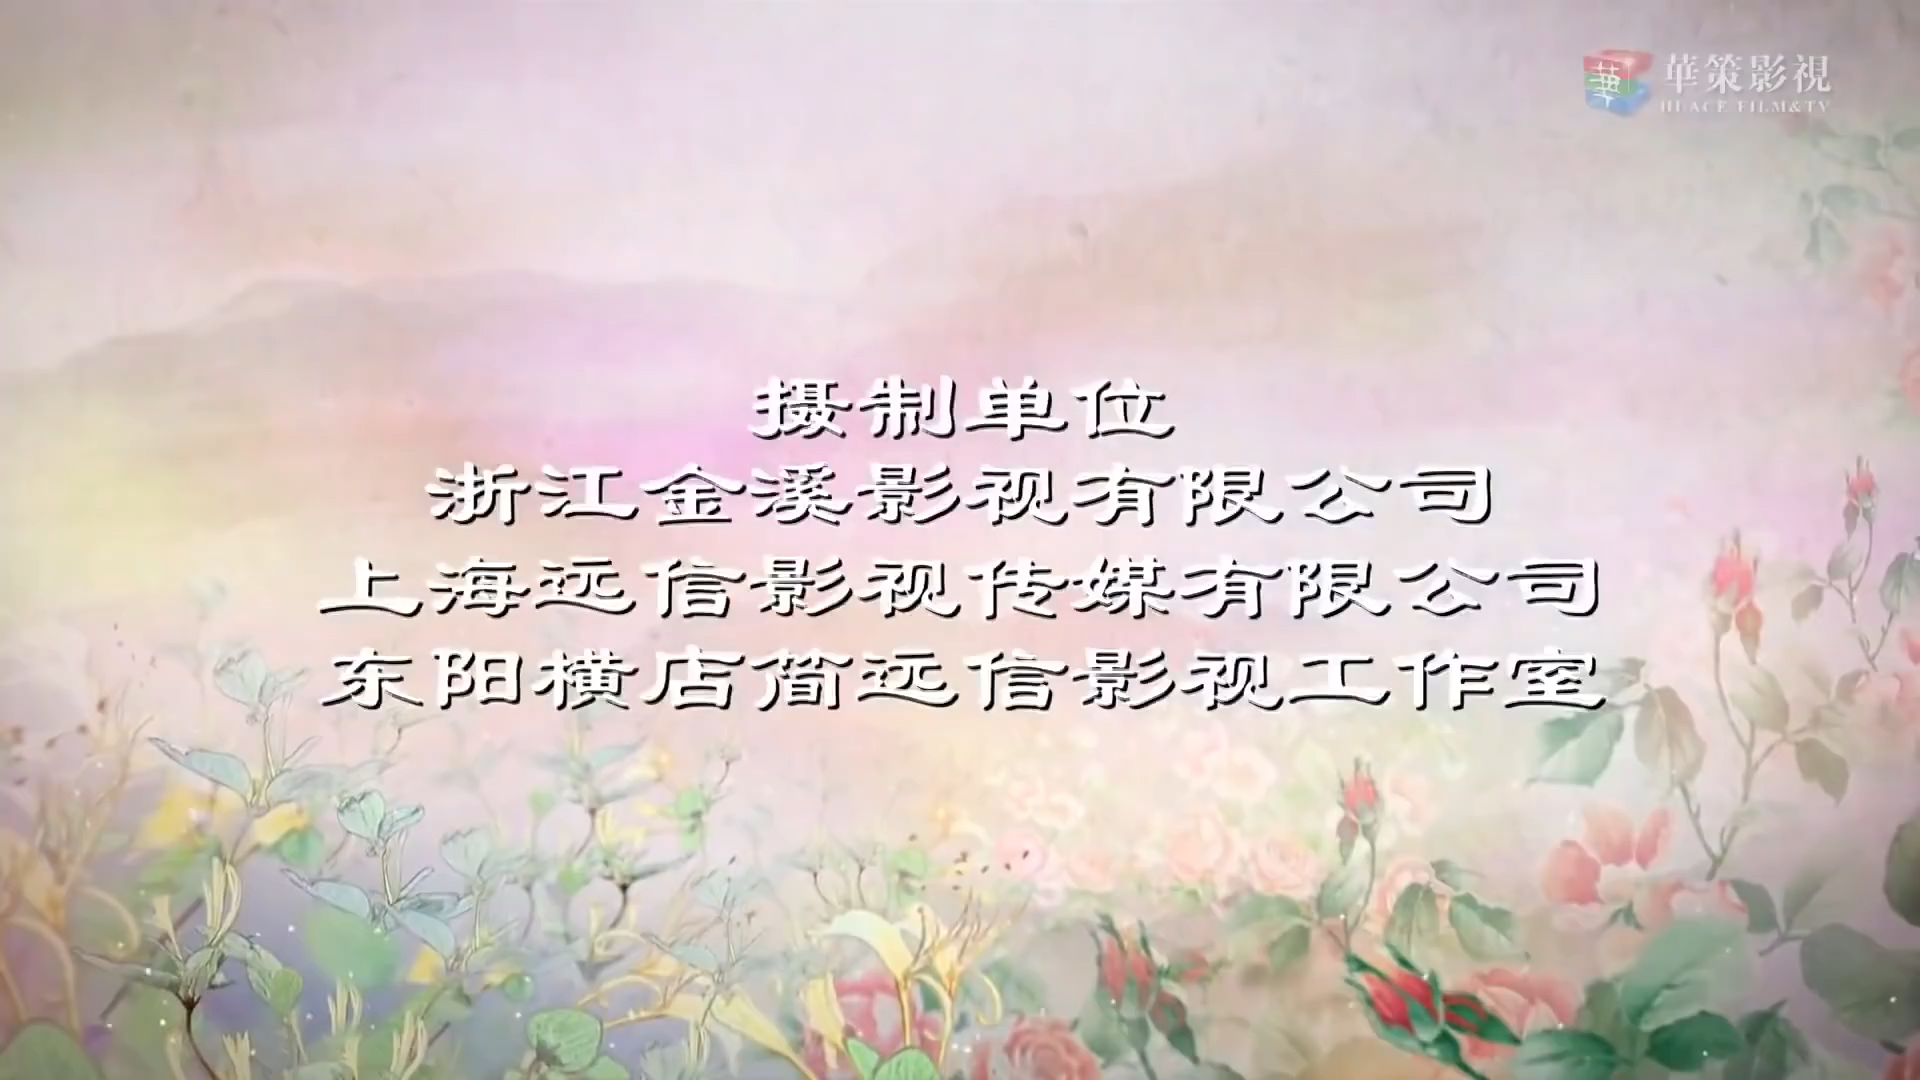 華策影視
HUACE FILM&TV
摄制单位
浙江金溪影视有限公司
上海远信影视传媒有限公司
东阳横店简远信影视工作室